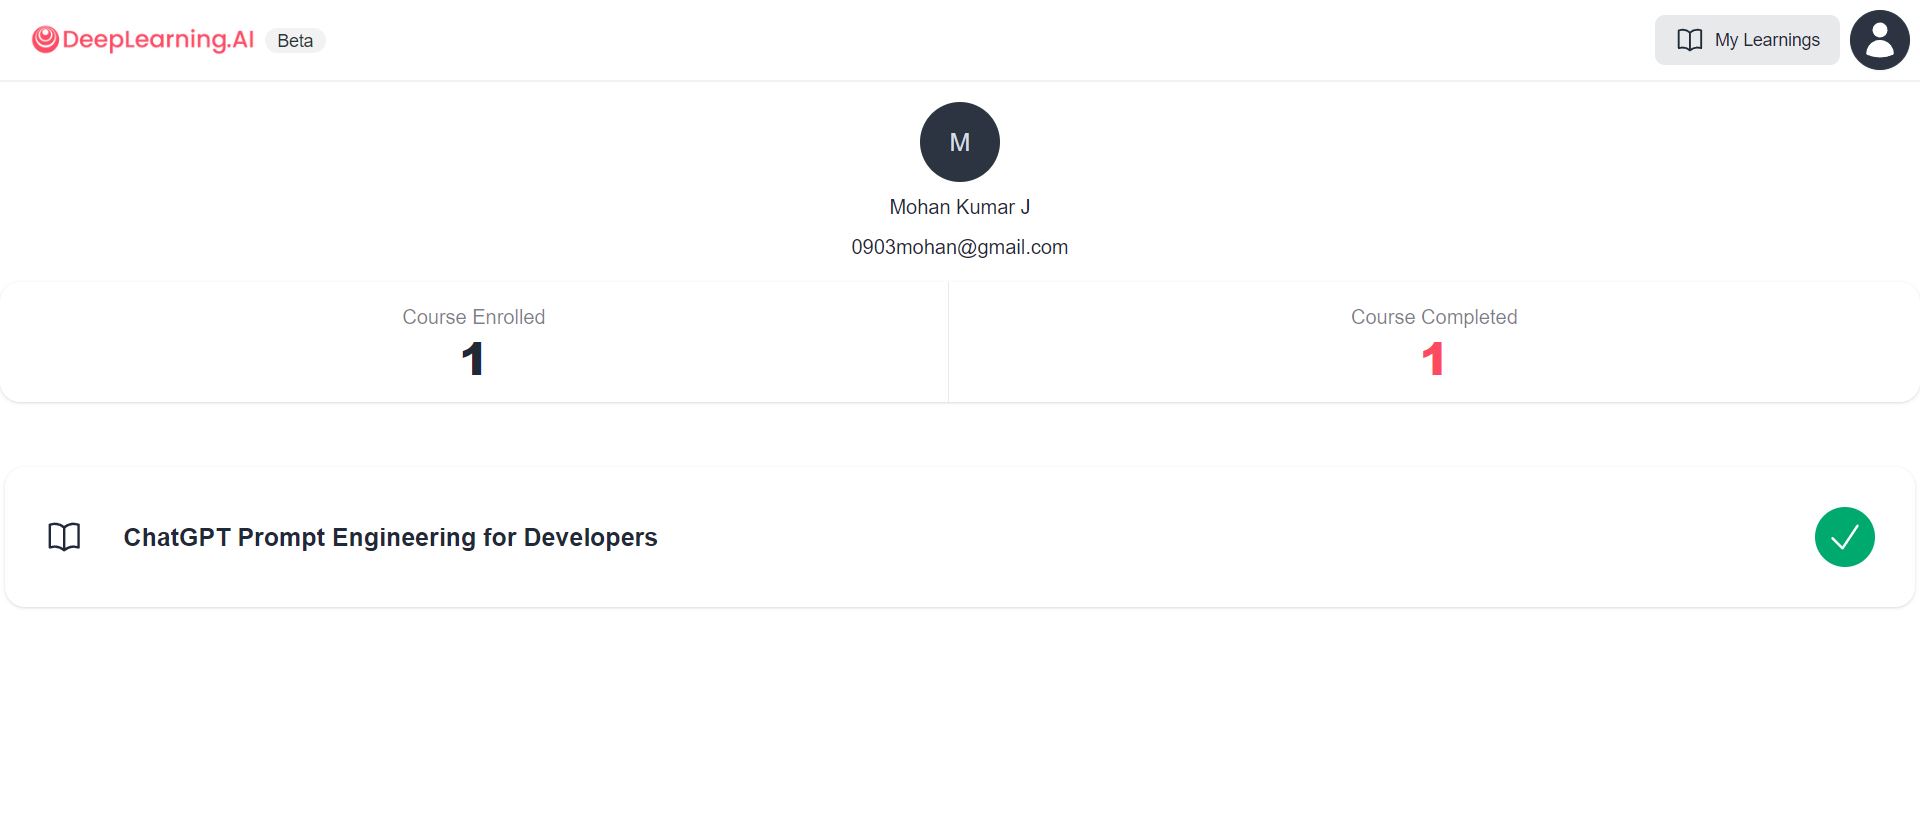 DeepLearning.AI Beta
My Learnings
M
Mohan Kumar J
0903mohan@gmail.com
Course Enrolled
1
Course Completed
1
ChatGPT Prompt Engineering for Developers